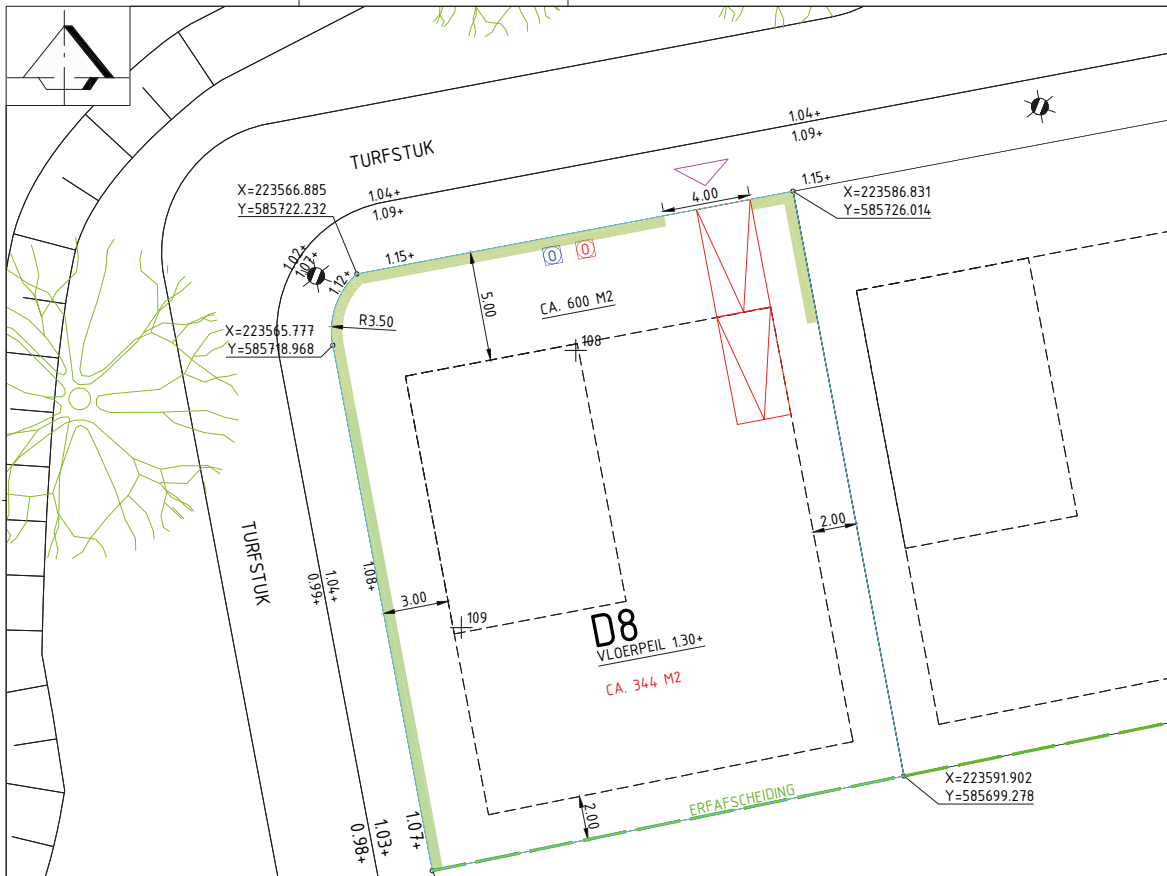 1.04+
1.09+
TURFSTUK
1.15+
X=223566.885
Y=585722.232
X=223586.831
Y=585726.014
1.04+
1.09+
4.00
1.02+
1.07+
1.12+
1.15+
0
0
5.00
CA. 600 M2
R3.50
X=223565.777
Y=585718.968
108
2.00
TURFSTUK
0.99+
1.04+
1.08+
3.00
109
D8
VLOERPEIL 1.30+
CA. 344 M2
X=223591.902
Y=585699.278
ERFAFSCHEIDING
2.00
0.98+
1.03+
1.07+